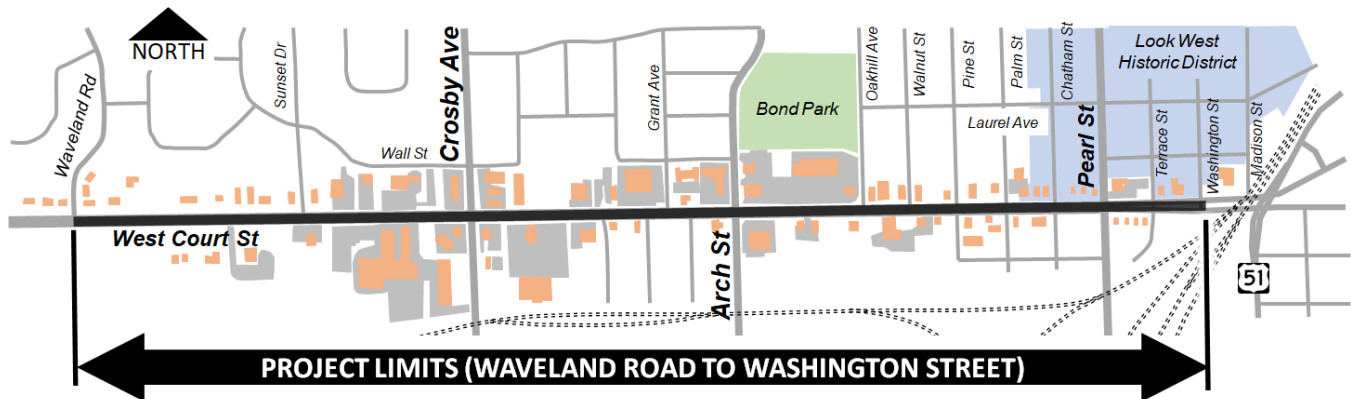 NORTH
Waveland Rd
Sunset Dr
Wall St
Crosby Ave
Grant Ave
Bond Park
Oakhill Ave
Walnut St
Pine St
Palm St
Chatham St
Laurel Ave
Look West
Historic District
Pearl St
Terrace St
Washington St
Madison St
West Court St
Arch St
51
PROJECT LIMITS (WAVELAND ROAD TO WASHINGTON STREET)